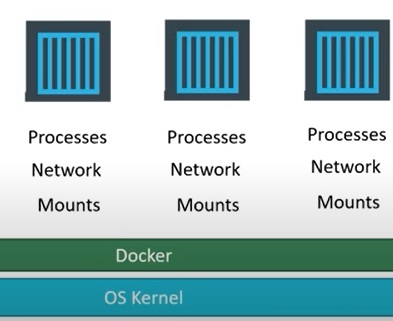 Processes Processes Processes
Network Network Network
Mounts Mounts Mounts
Docker
OS Kernel